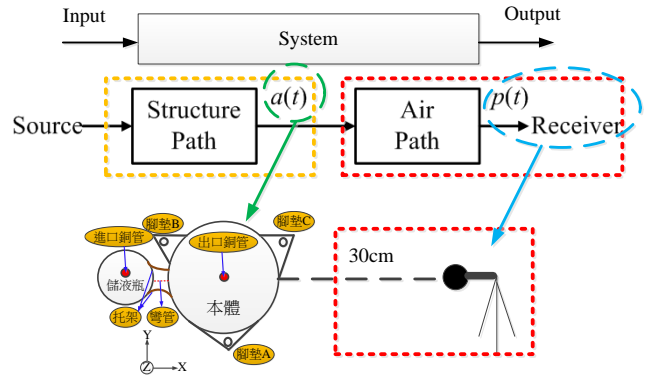 Input
Output
System
Source
Structure
Path
a(t)
Air
Path
p(t)
Receiver
腳墊B
腳墊C
進口銅管
出口銅管
30cm
儲液瓶
本體
托架
彎管
腳墊A
Y
Z
X